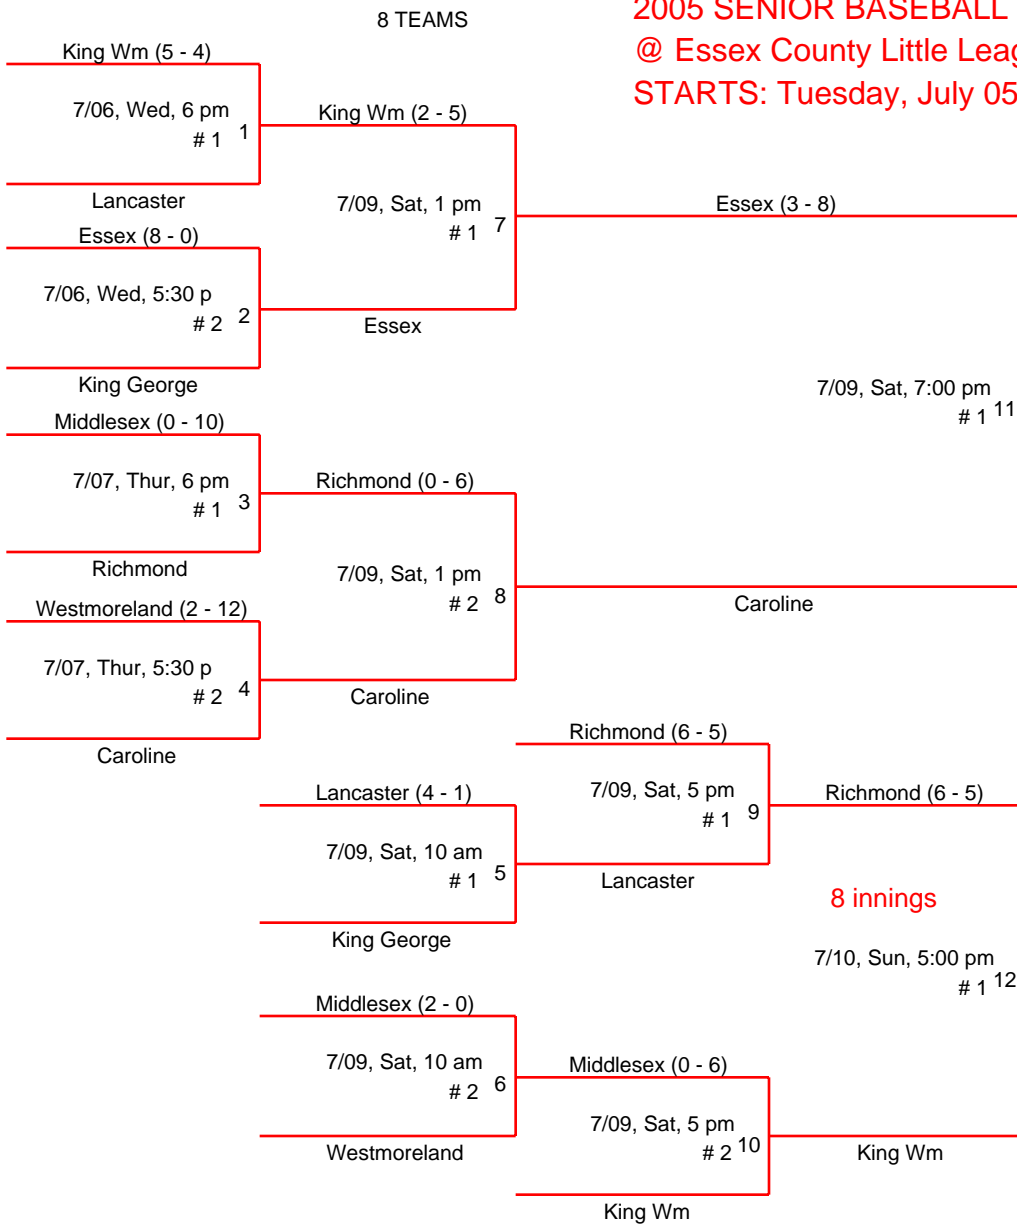 8 TEAMS
2005 SENIOR BASEBALL
@ Essex County Little Leag
STARTS: Tuesday, July 05
King Wm (5 - 4)
7/06, Wed, 6 pm
# 1 1
Lancaster
King Wm (2 - 5)
7/09, Sat, 1 pm
# 1 7
Essex (3 - 8)
Essex (8 - 0)
7/06, Wed, 5:30 p
# 2 2
King George
Essex
7/09, Sat, 7:00 pm
# 1 11
Middlesex (0 - 10)
7/07, Thur, 6 pm
# 1 3
Richmond
Richmond (0 - 6)
7/09, Sat, 1 pm
# 2 8
Caroline
Westmoreland (2 - 12)
7/07, Thur, 5:30 p
# 2 4
Caroline
Caroline
Richmond (6 - 5)
7/09, Sat, 5 pm
# 1 9
Richmond (6 - 5)
Lancaster (4 - 1)
7/09, Sat, 10 am
# 1 5
King George
Lancaster
8 innings
7/10, Sun, 5:00 pm
# 1 12
Middlesex (2 - 0)
7/09, Sat, 10 am
# 2 6
Westmoreland
Middlesex (0 - 6)
7/09, Sat, 5 pm
# 2 10
King Wm
King Wm